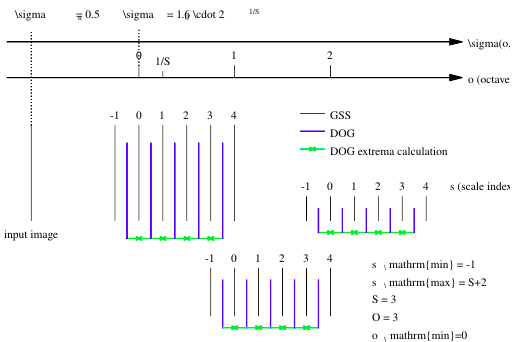 \sigma n = 0.5 \sigma = 1.6 \cdot 2 1/S
\sigma(o,
0 1/S 1 2
o (octave
-1 0 1 2 3 4
GSS
DOG
DOG extrema calculation
-1 0 1 2 3 4 s (scale index
input image
-1 0 1 2 3 4
s \mathrm{min} = -1
s \mathrm{max} = S+2
S = 3
O = 3
o \mathrm{min}=0